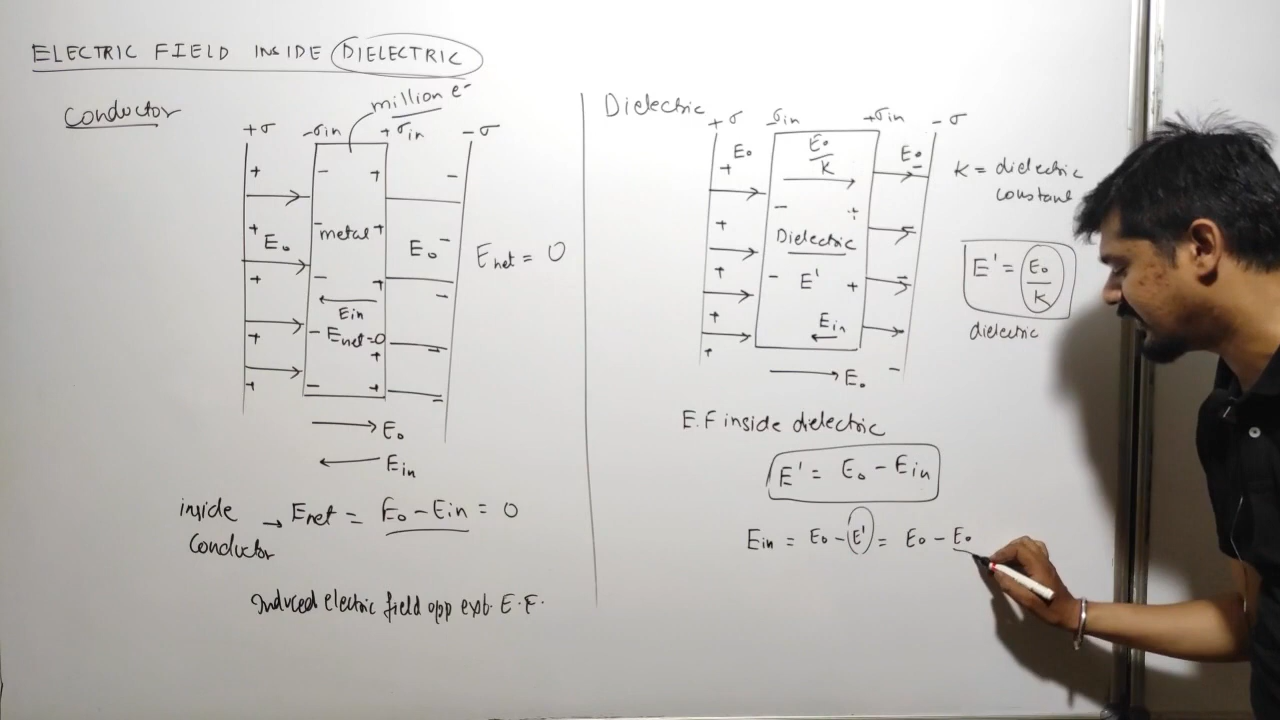 ELECTRIC FIELD INSIDE DIELECTRIC
Conductor
million e-
+σ -σin +σin -σ
+ - + -
+ - metal + -
E₀ E₀
Enet = 0
+ - + -
Ein
+ - Enet=0 +
+ - + -
→ E₀
← Ein
inside → Enet = E₀ - Ein = 0
Conductor
Induced electric field opp ext. E.F.
Dielectric
+σ -σin +σin -σ
E₀ E₀/K E₀
K = dielectric
constant
+ - + -
Dielectric
+ - E' + -
E' = E₀/K
dielectric
Ein
→ E₀
E.F inside dielectric
E' = E₀ - Ein
Ein = E₀ - E' = E₀ - E₀